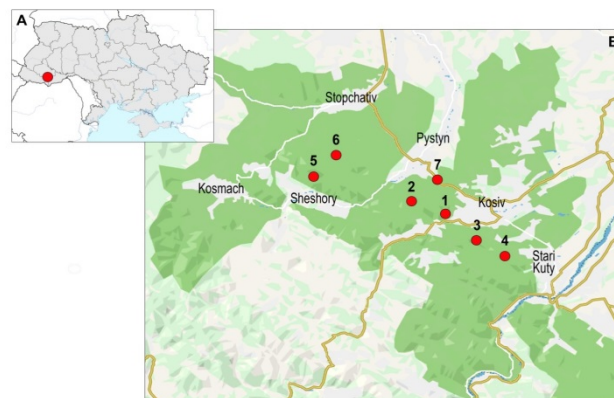 A
B
Stopchativ
Pystyn
6
5
7
Kosmach
2
Sheshory
1
Kosiv
3
4
Stari
Kuty